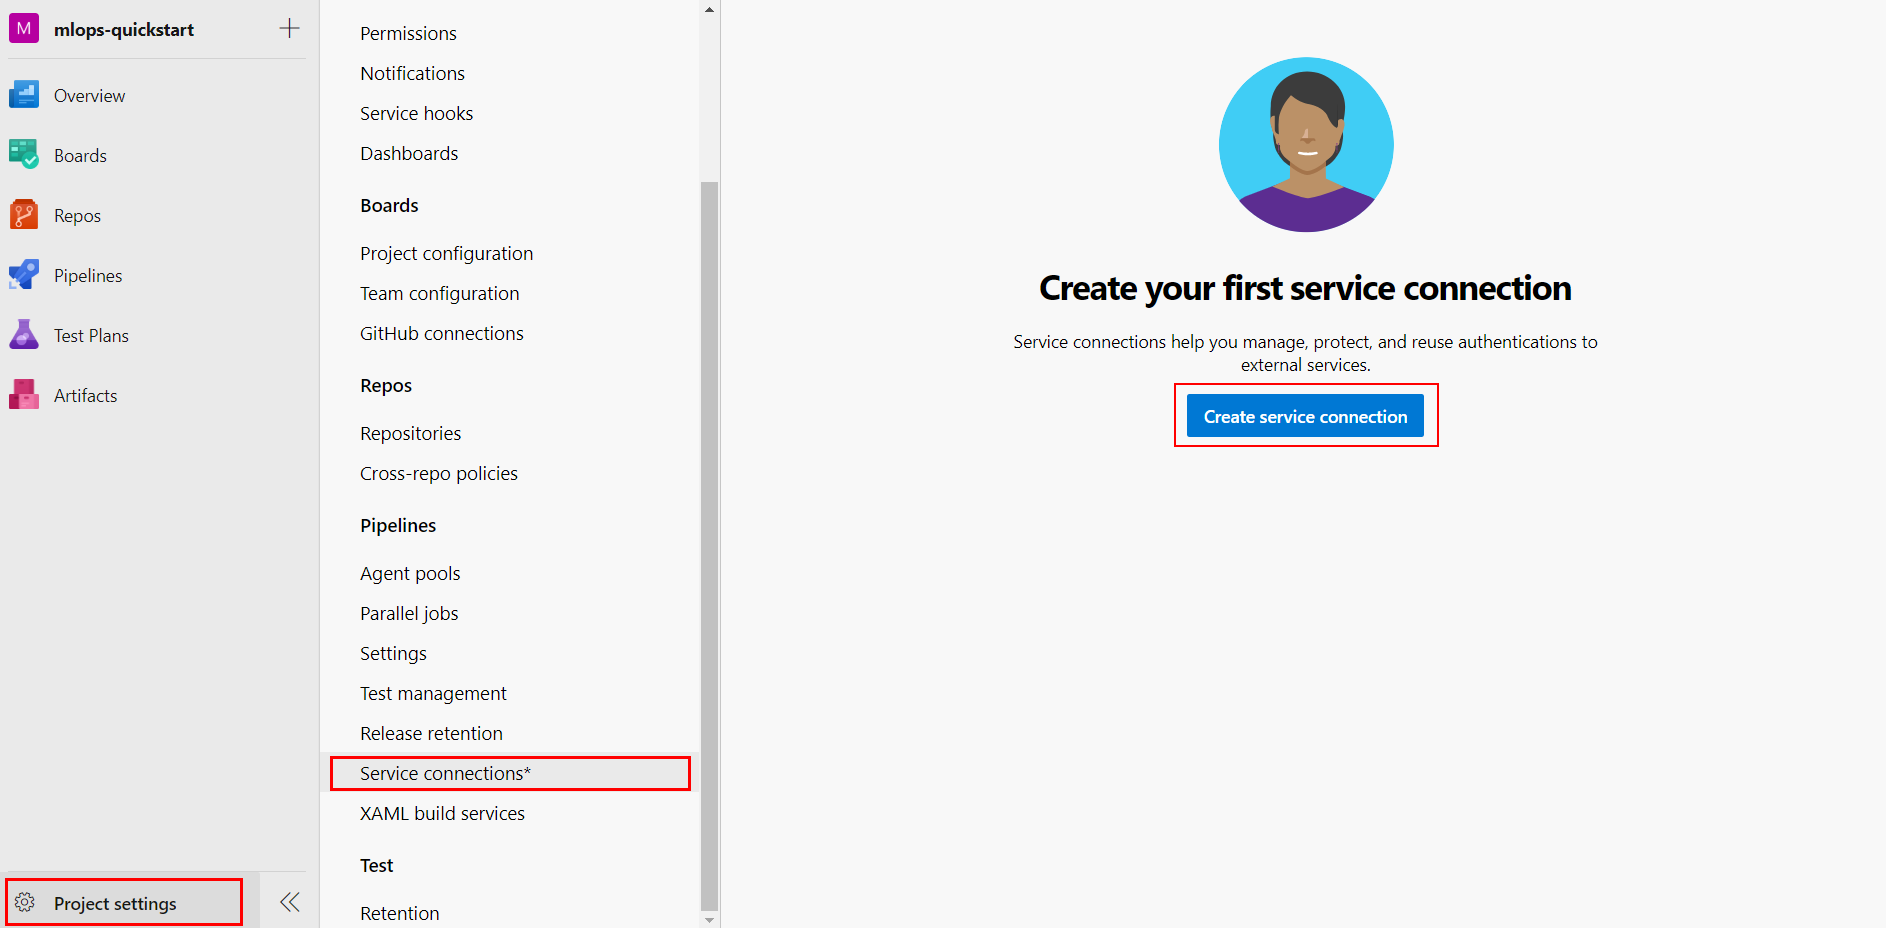 M
mlops-quickstart
Overview
Boards
Repos
Pipelines
Test Plans
Artifacts
Project settings
Permissions
Notifications
Service hooks
Dashboards
Boards
Project configuration
Team configuration
GitHub connections
Repos
Repositories
Cross-repo policies
Pipelines
Agent pools
Parallel jobs
Settings
Test management
Release retention
Service connections*
XAML build services
Test
Retention
Create your first service connection
Service connections help you manage, protect, and reuse authentications to
external services.
Create service connection